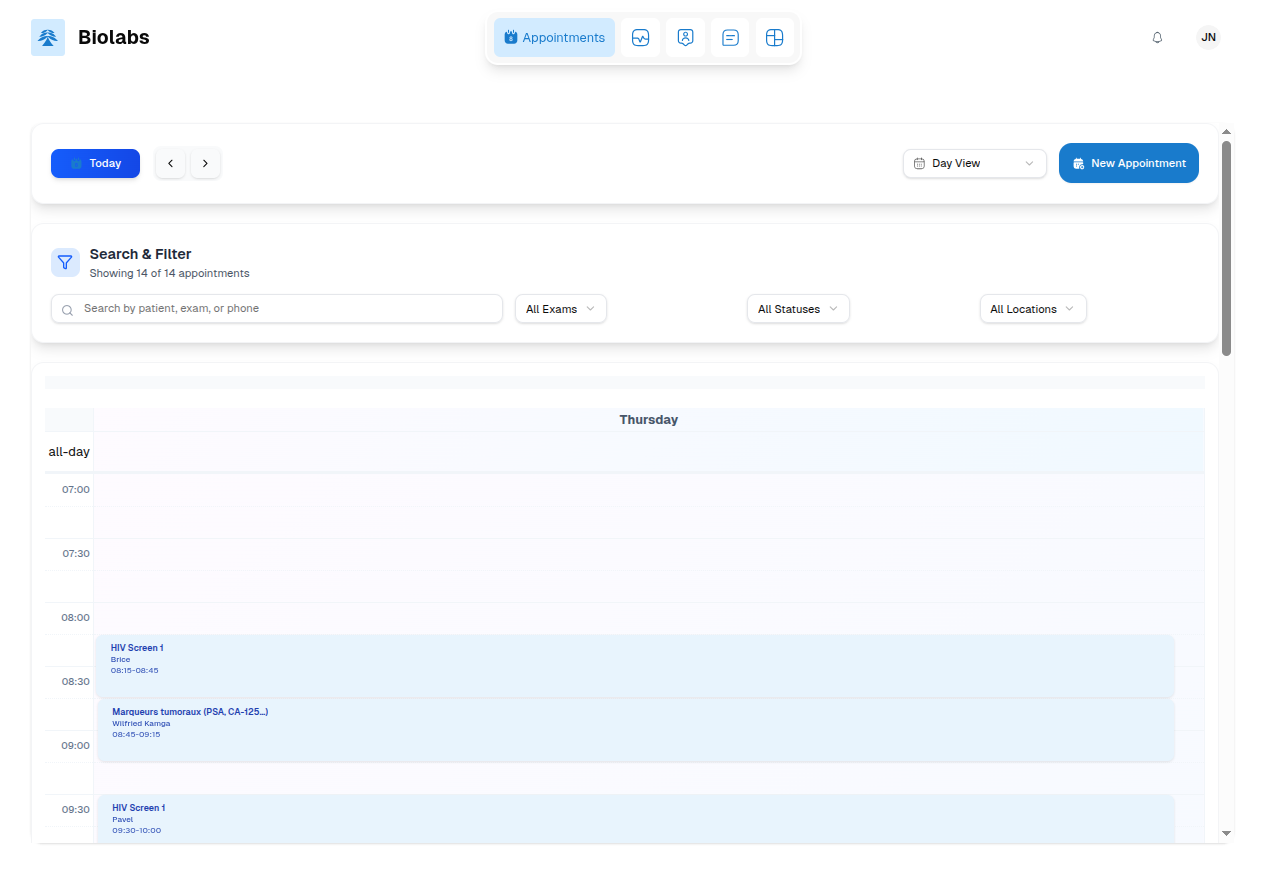 Biolabs
Appointments
JN
Today
Day View
New Appointment
Search & Filter
Showing 14 of 14 appointments
Search by patient, exam, or phone
All Exams
All Statuses
All Locations
Thursday
all-day
07:00
07:30
08:00
HIV Screen 1
Brice
08:15-08:45
08:30
Marqueurs tumoraux (PSA, CA-125...)
Wilfried Kamga
08:45-09:15
09:00
09:30
HIV Screen 1
Pavel
09:30-10:00